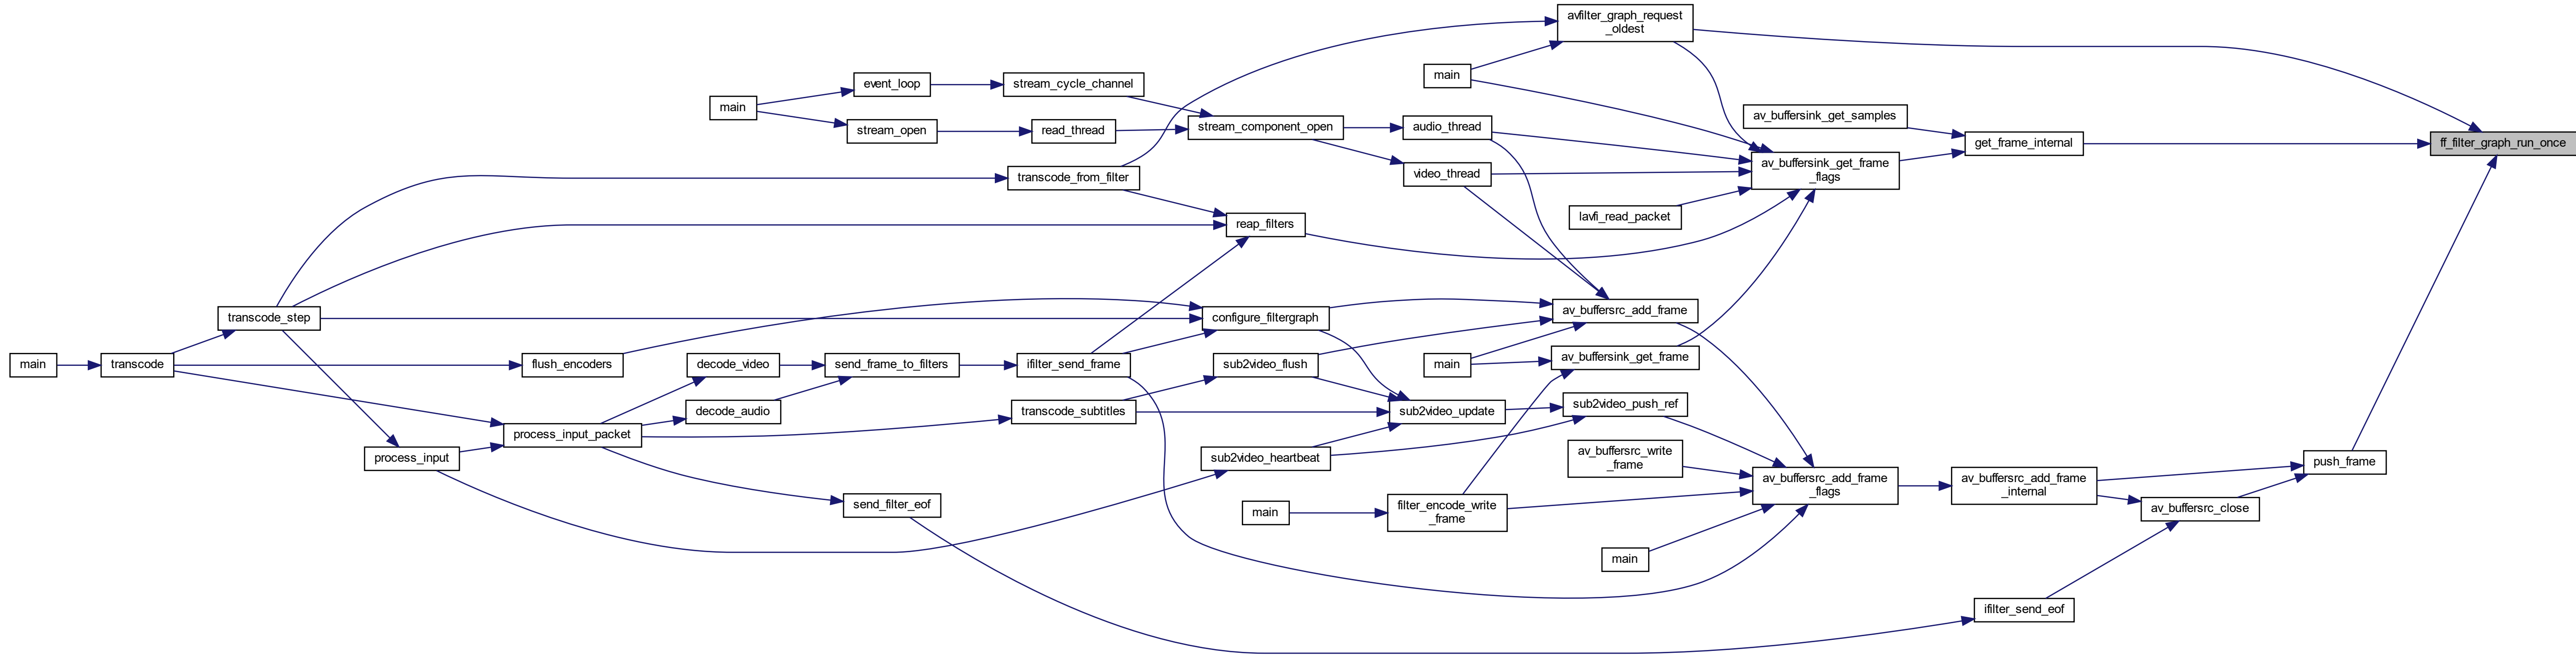 avfilter_graph_request
_oldest
main
event_loop
stream_cycle_channel
main
av_buffersink_get_samples
stream_open
read_thread
stream_component_open
audio_thread
get_frame_internal
ff_filter_graph_run_once
av_buffersink_get_frame
_flags
transcode_from_filter
video_thread
lavfi_read_packet
reap_filters
transcode_step
configure_filtergraph
av_buffersrc_add_frame
main
transcode
flush_encoders
decode_video
send_frame_to_filters
ifilter_send_frame
sub2video_flush
main
av_buffersink_get_frame
decode_audio
transcode_subtitles
sub2video_update
sub2video_push_ref
process_input_packet
process_input
sub2video_heartbeat
av_buffersrc_write
_frame
push_frame
av_buffersrc_add_frame
_flags
av_buffersrc_add_frame
_internal
send_filter_eof
main
filter_encode_write
_frame
av_buffersrc_close
main
ifilter_send_eof